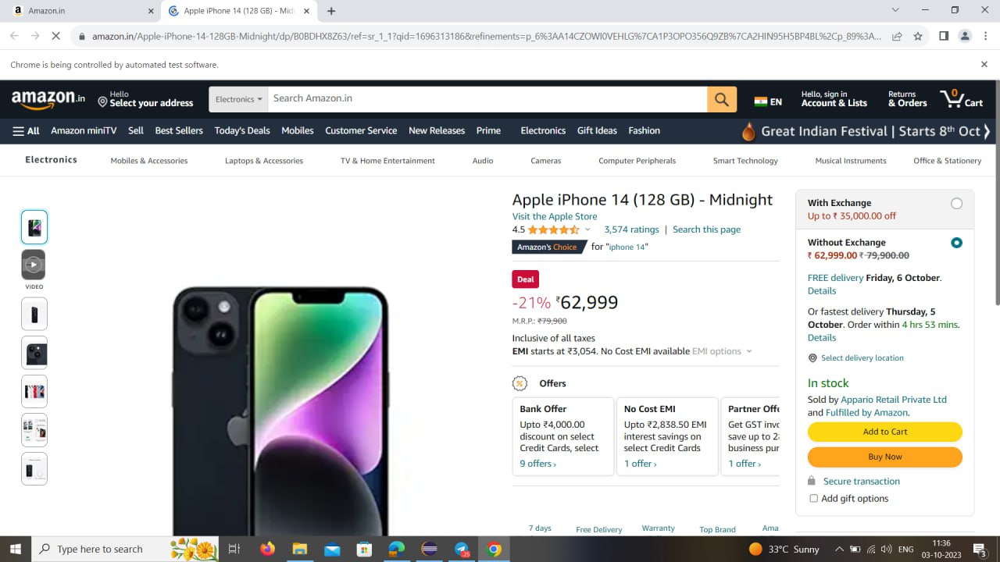 Amazon.in
Apple iPhone 14 (128 GB) - Mid
amazon.in/Apple-iPhone-14-128GB-Midnight/dp/B0BDHX8Z63/ref=sr_1_1?qid=1696313186&refinements=p_6%3AA14CZOWI0VEHLG%7CA1P3OPO356Q9ZB%7CA2HIN95H5BP4BL%2Cp_89%3A...
Chrome is being controlled by automated test software.
amazon.in
Hello
Select your address
Electronics
Search Amazon.in
EN
Hello, sign in
Account & Lists
Returns
& Orders
0
Cart
All Amazon miniTV Sell Best Sellers Today's Deals Mobiles Customer Service New Releases Prime Electronics Gift Ideas Fashion
Great Indian Festival | Starts 8th Oct
Electronics Mobiles & Accessories Laptops & Accessories TV & Home Entertainment Audio Cameras Computer Peripherals Smart Technology Musical Instruments Office & Stationery
VIDEO
Apple iPhone 14 (128 GB) - Midnight
Visit the Apple Store
4.5 3,574 ratings | Search this page
Amazon's Choice for "iphone 14"
Deal
-21% ₹62,999
M.R.P.: ₹79,900
Inclusive of all taxes
EMI starts at ₹3,054. No Cost EMI available EMI options
Offers
Bank Offer
Upto ₹4,000.00
discount on select
Credit Cards, select
9 offers
No Cost EMI
Upto ₹2,838.50 EMI
interest savings on
select Credit Cards
1 offer
Partner Offe
Get GST invo
save up to 2
business pur
1 offer
7 days
Free Delivery
Warranty
Top Brand
Ama
With Exchange
Up to ₹ 35,000.00 off
Without Exchange
₹ 62,999.00 ₹ 79,900.00
FREE delivery Friday, 6 October.
Details
Or fastest delivery Thursday, 5
October. Order within 4 hrs 53 mins.
Details
Select delivery location
In stock
Sold by Appario Retail Private Ltd
and Fulfilled by Amazon.
Add to Cart
Buy Now
Secure transaction
Add gift options
Type here to search
25
33°C Sunny
ENG
11:36
03-10-2023
3